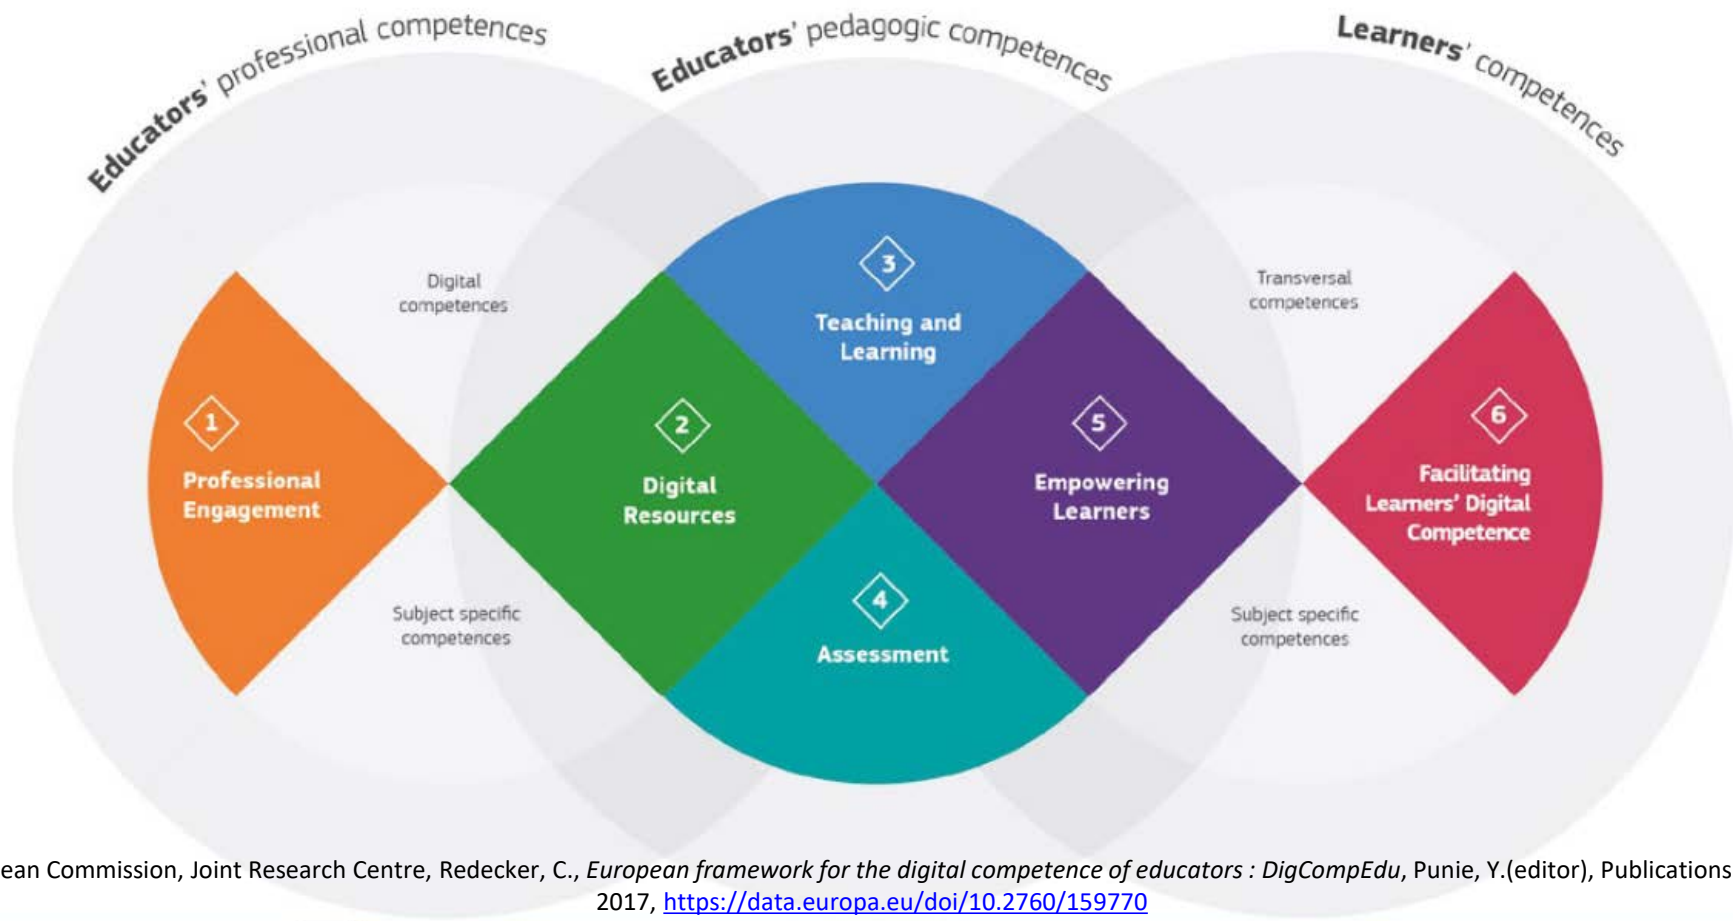 Educators' professional competences
Educators' pedagogic competences
Learners' competences
Digital
competences
Transversal
competences
1
Professional
Engagement
2
Digital
Resources
3
Teaching and
Learning
4
Assessment
5
Empowering
Learners
6
Facilitating
Learners' Digital
Competence
Subject specific
competences
Subject specific
competences
ean Commission, Joint Research Centre, Redecker, C., European framework for the digital competence of educators : DigCompEdu, Punie, Y.(editor), Publications
2017, https://data.europa.eu/doi/10.2760/159770